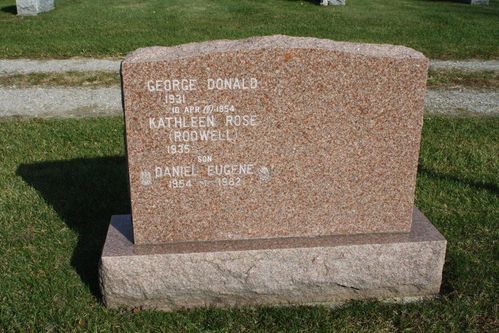 GEORGE DONALD
1931
10 APR 1954
KATHLEEN ROSE
(RODWELL)
1935
SON
DANIEL EUGENE
1954 1982